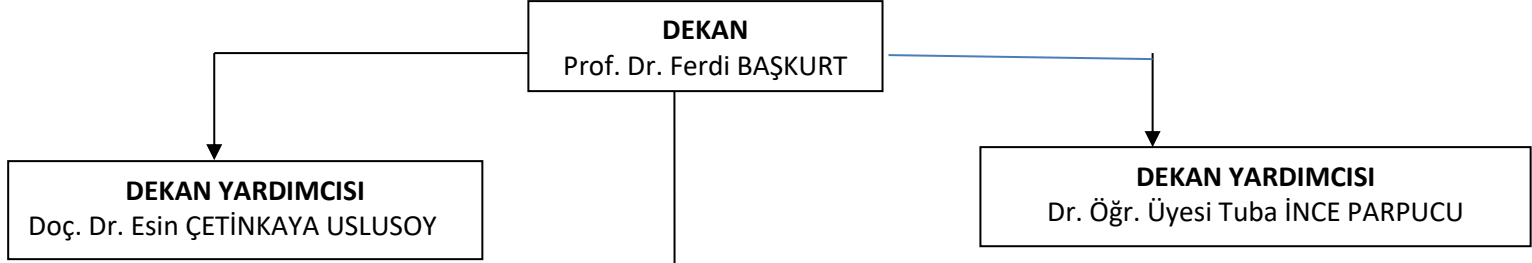 DEKAN
Prof. Dr. Ferdi BAŞKURT
DEKAN YARDIMCISI
Doç. Dr. Esin ÇETİNKAYA USLUSOY
DEKAN YARDIMCISI
Dr. Öğr. Üyesi Tuba İNCE PARPUCU